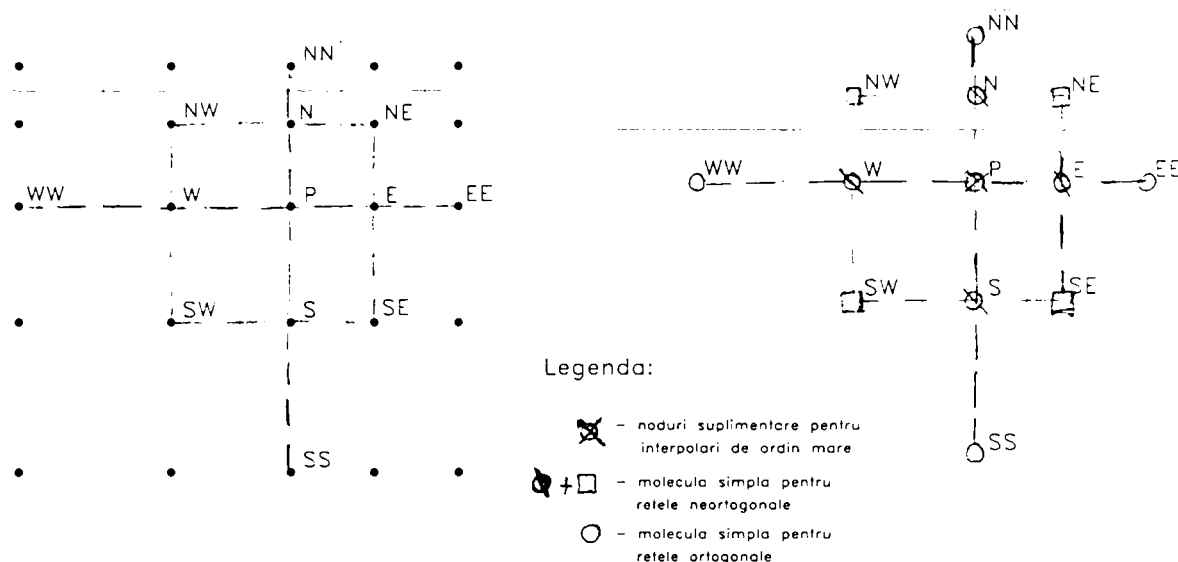 NN
NW N NE
WW W P E EE
SW S SE
SS
NN
NW N NE
WW W P E EE
SW S SE
SS
Legenda:
- noduri suplimentare pentru
interpolari de ordin mare
+ - molecula simpla pentru
retele neortogonale
- molecula simpla pentru
retele ortogonale